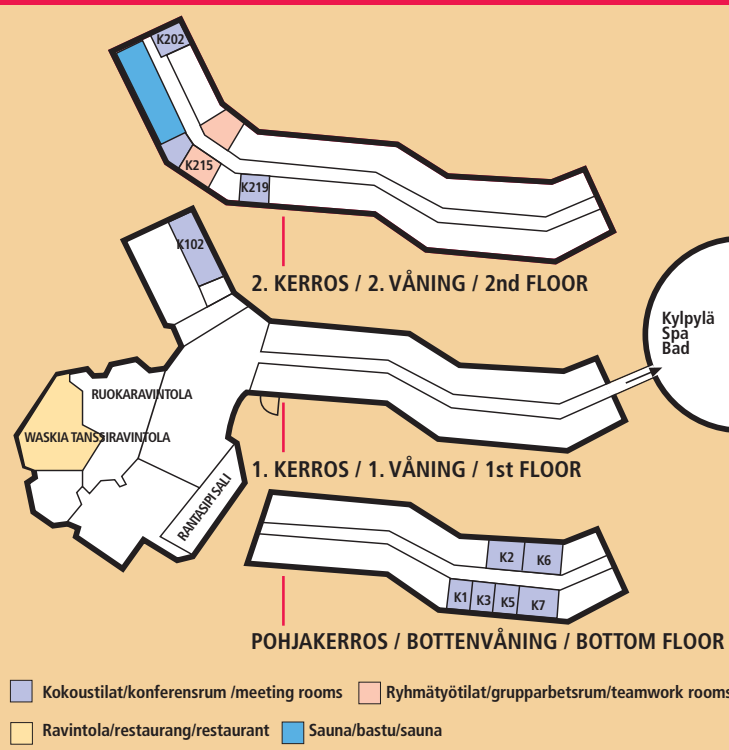 K202
K215
K219
2. KERROS / 2. VÅNING / 2nd FLOOR
K102
Kylpylä
Spa
Bad
RUOKARAVINTOLA
WASKIA TANSSIRAVINTOLA
RANTASIPI SALI
1. KERROS / 1. VÅNING / 1st FLOOR
K2
K6
K1
K3
K5
K7
POHJAKERROS / BOTTENVÅNING / BOTTOM FLOOR
Kokoustilat/konferensrum /meeting rooms
Ryhmätyötilat/grupparbetsrum/teamwork rooms
Ravintola/restaurang/restaurant
Sauna/bastu/sauna